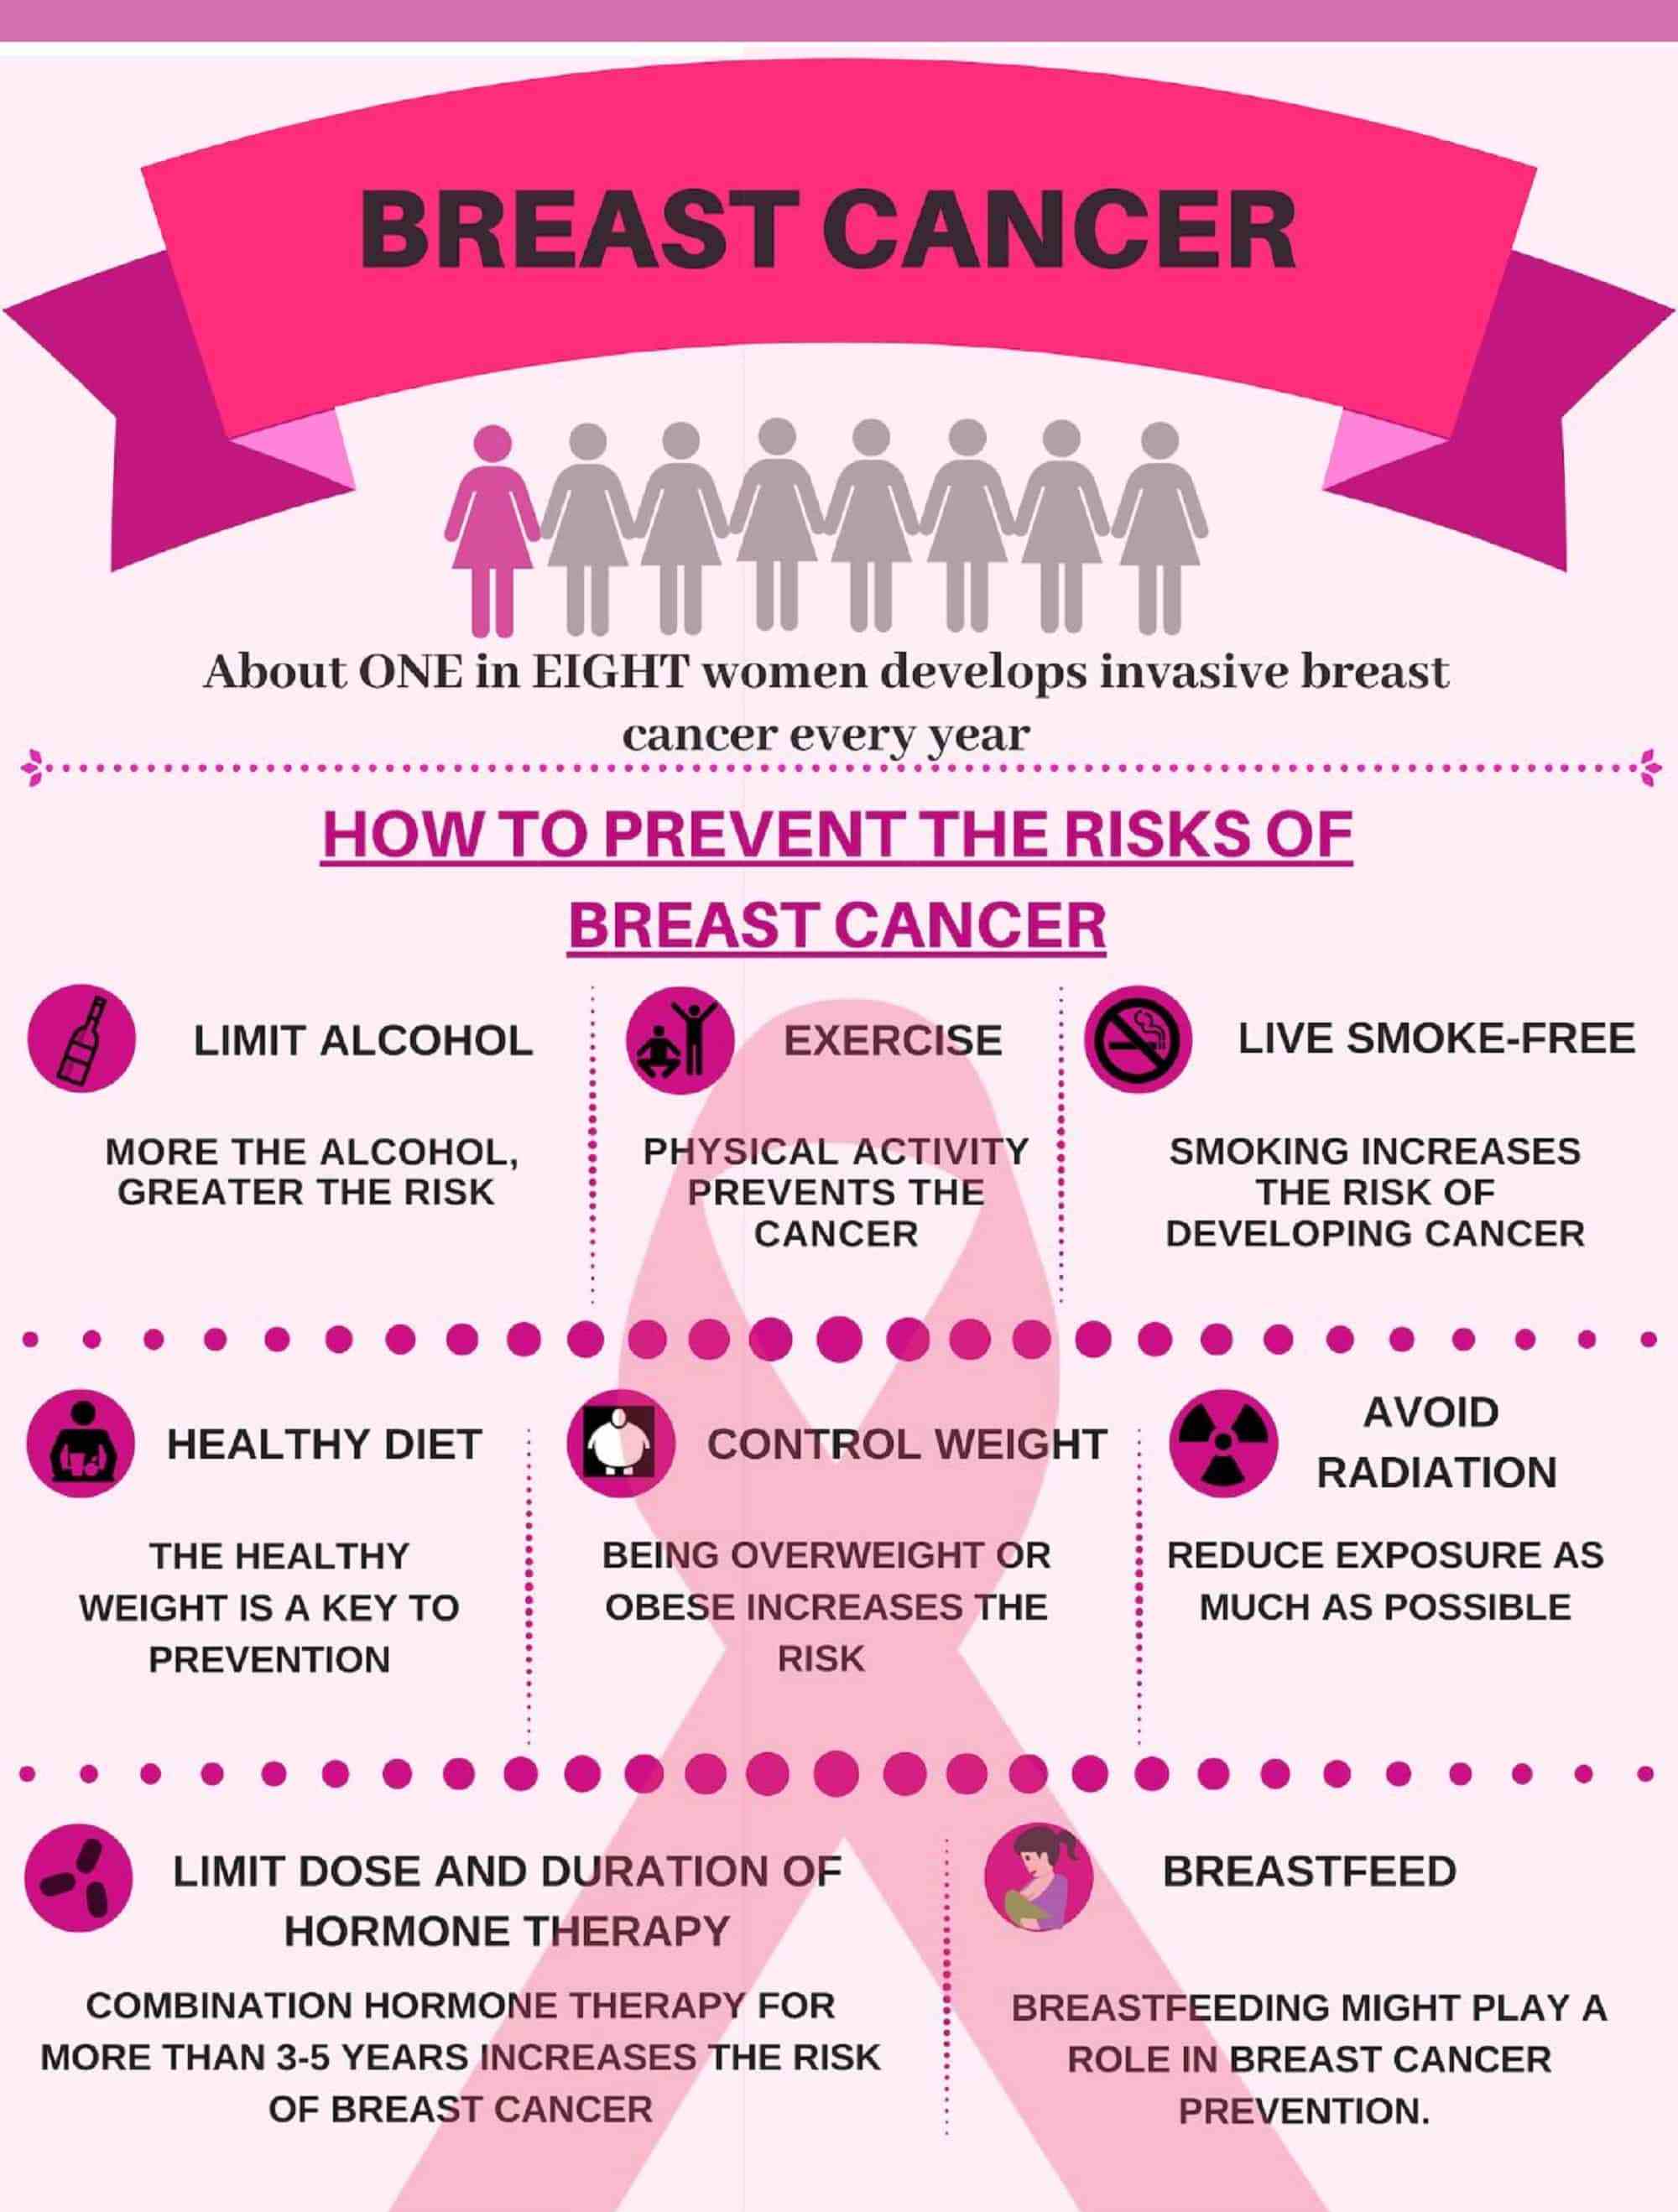 BREAST CANCER
About ONE in EIGHT women develops invasive breast
cancer every year
HOW TO PREVENT THE RISKS OF
BREAST CANCER
LIMIT ALCOHOL
MORE THE ALCOHOL,
GREATER THE RISK
EXERCISE
PHYSICAL ACTIVITY
PREVENTS THE
CANCER
LIVE SMOKE-FREE
SMOKING INCREASES
THE RISK OF
DEVELOPING CANCER
HEALTHY DIET
THE HEALTHY
WEIGHT IS A KEY TO
PREVENTION
CONTROL WEIGHT
BEING OVERWEIGHT OR
OBESE INCREASES THE
RISK
AVOID
RADIATION
REDUCE EXPOSURE AS
MUCH AS POSSIBLE
LIMIT DOSE AND DURATION OF
HORMONE THERAPY
COMBINATION HORMONE THERAPY FOR
MORE THAN 3-5 YEARS INCREASES THE RISK
OF BREAST CANCER
BREASTFEED
BREASTFEEDING MIGHT PLAY A
ROLE IN BREAST CANCER
PREVENTION.